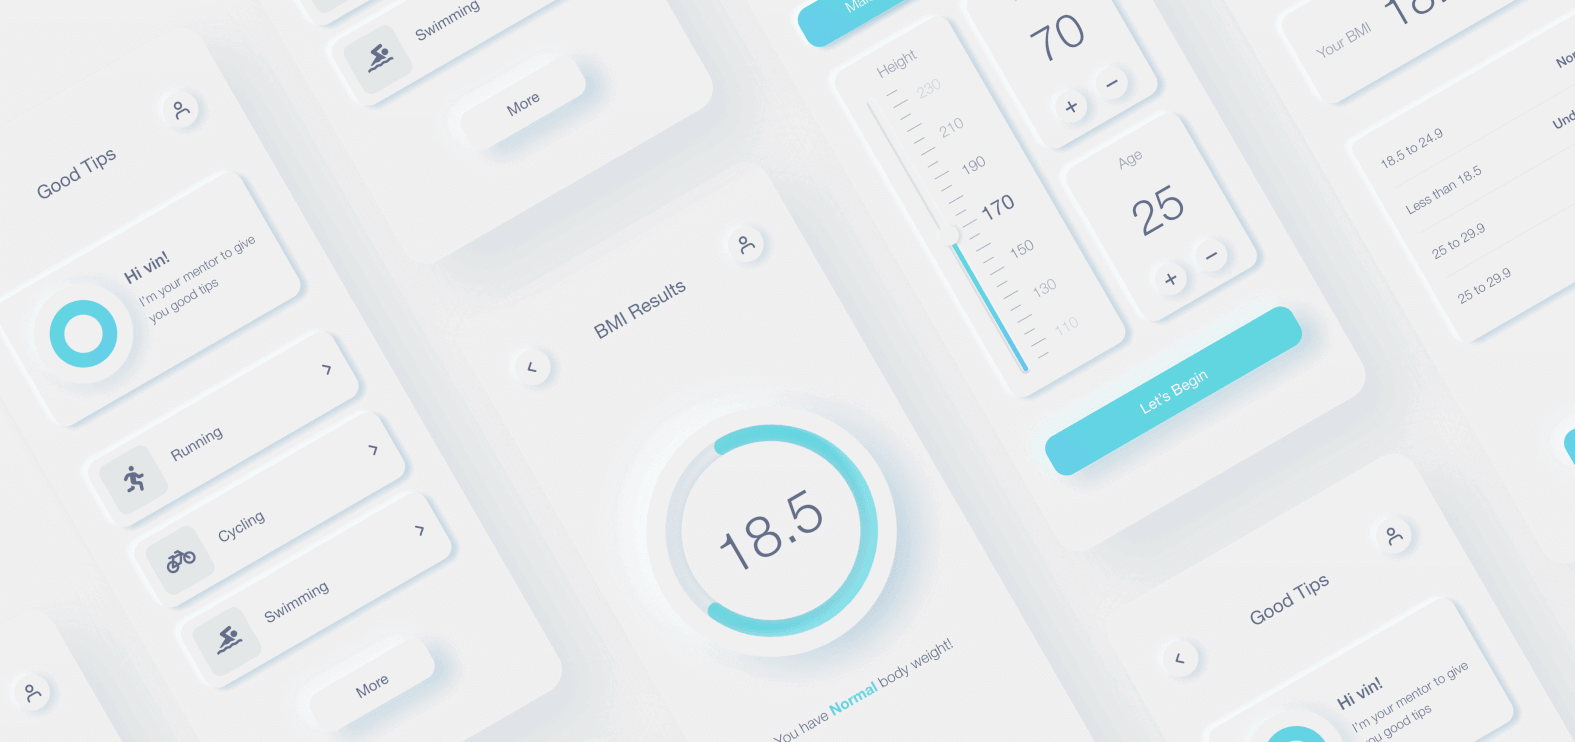 Swimming
More
Good Tips
Hi vin!
I'm your mentor to give
you good tips
Running
Cycling
Swimming
More
BMI Results
18.5
You have Normal body weight!
Height
230
210
190
170
150
130
110
70
+ −
Age
25
+ −
Let's Begin
Your BMI
18.5 to 24.9
Less than 18.5
25 to 29.9
25 to 29.9
Good Tips
Hi vin!
I'm your mentor to give
you good tips